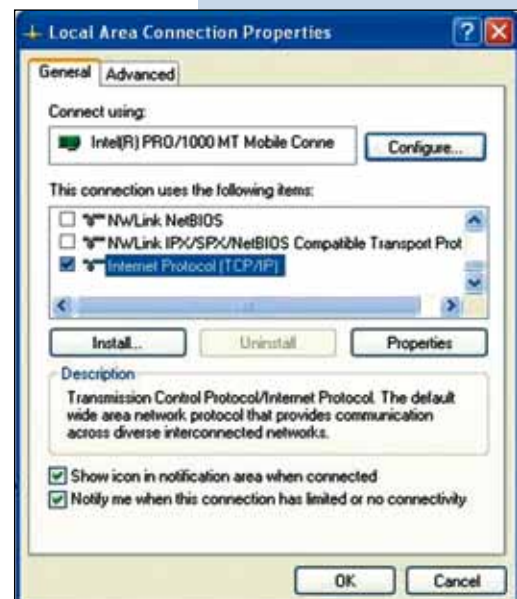 Local Area Connection Properties
General Advanced
Connect using:
Intel(R) PRO/1000 MT Mobile Conne
Configure...
This connection uses the following items:
NWLink NetBIOS
NWLink IPX/SPX/NetBIOS Compatible Transport Prot
Internet Protocol (TCP/IP)
Install... Uninstall Properties
Description
Transmission Control Protocol/Internet Protocol. The default
wide area network protocol that provides communication
across diverse interconnected networks.
Show icon in notification area when connected
Notify me when this connection has limited or no connectivity
OK Cancel